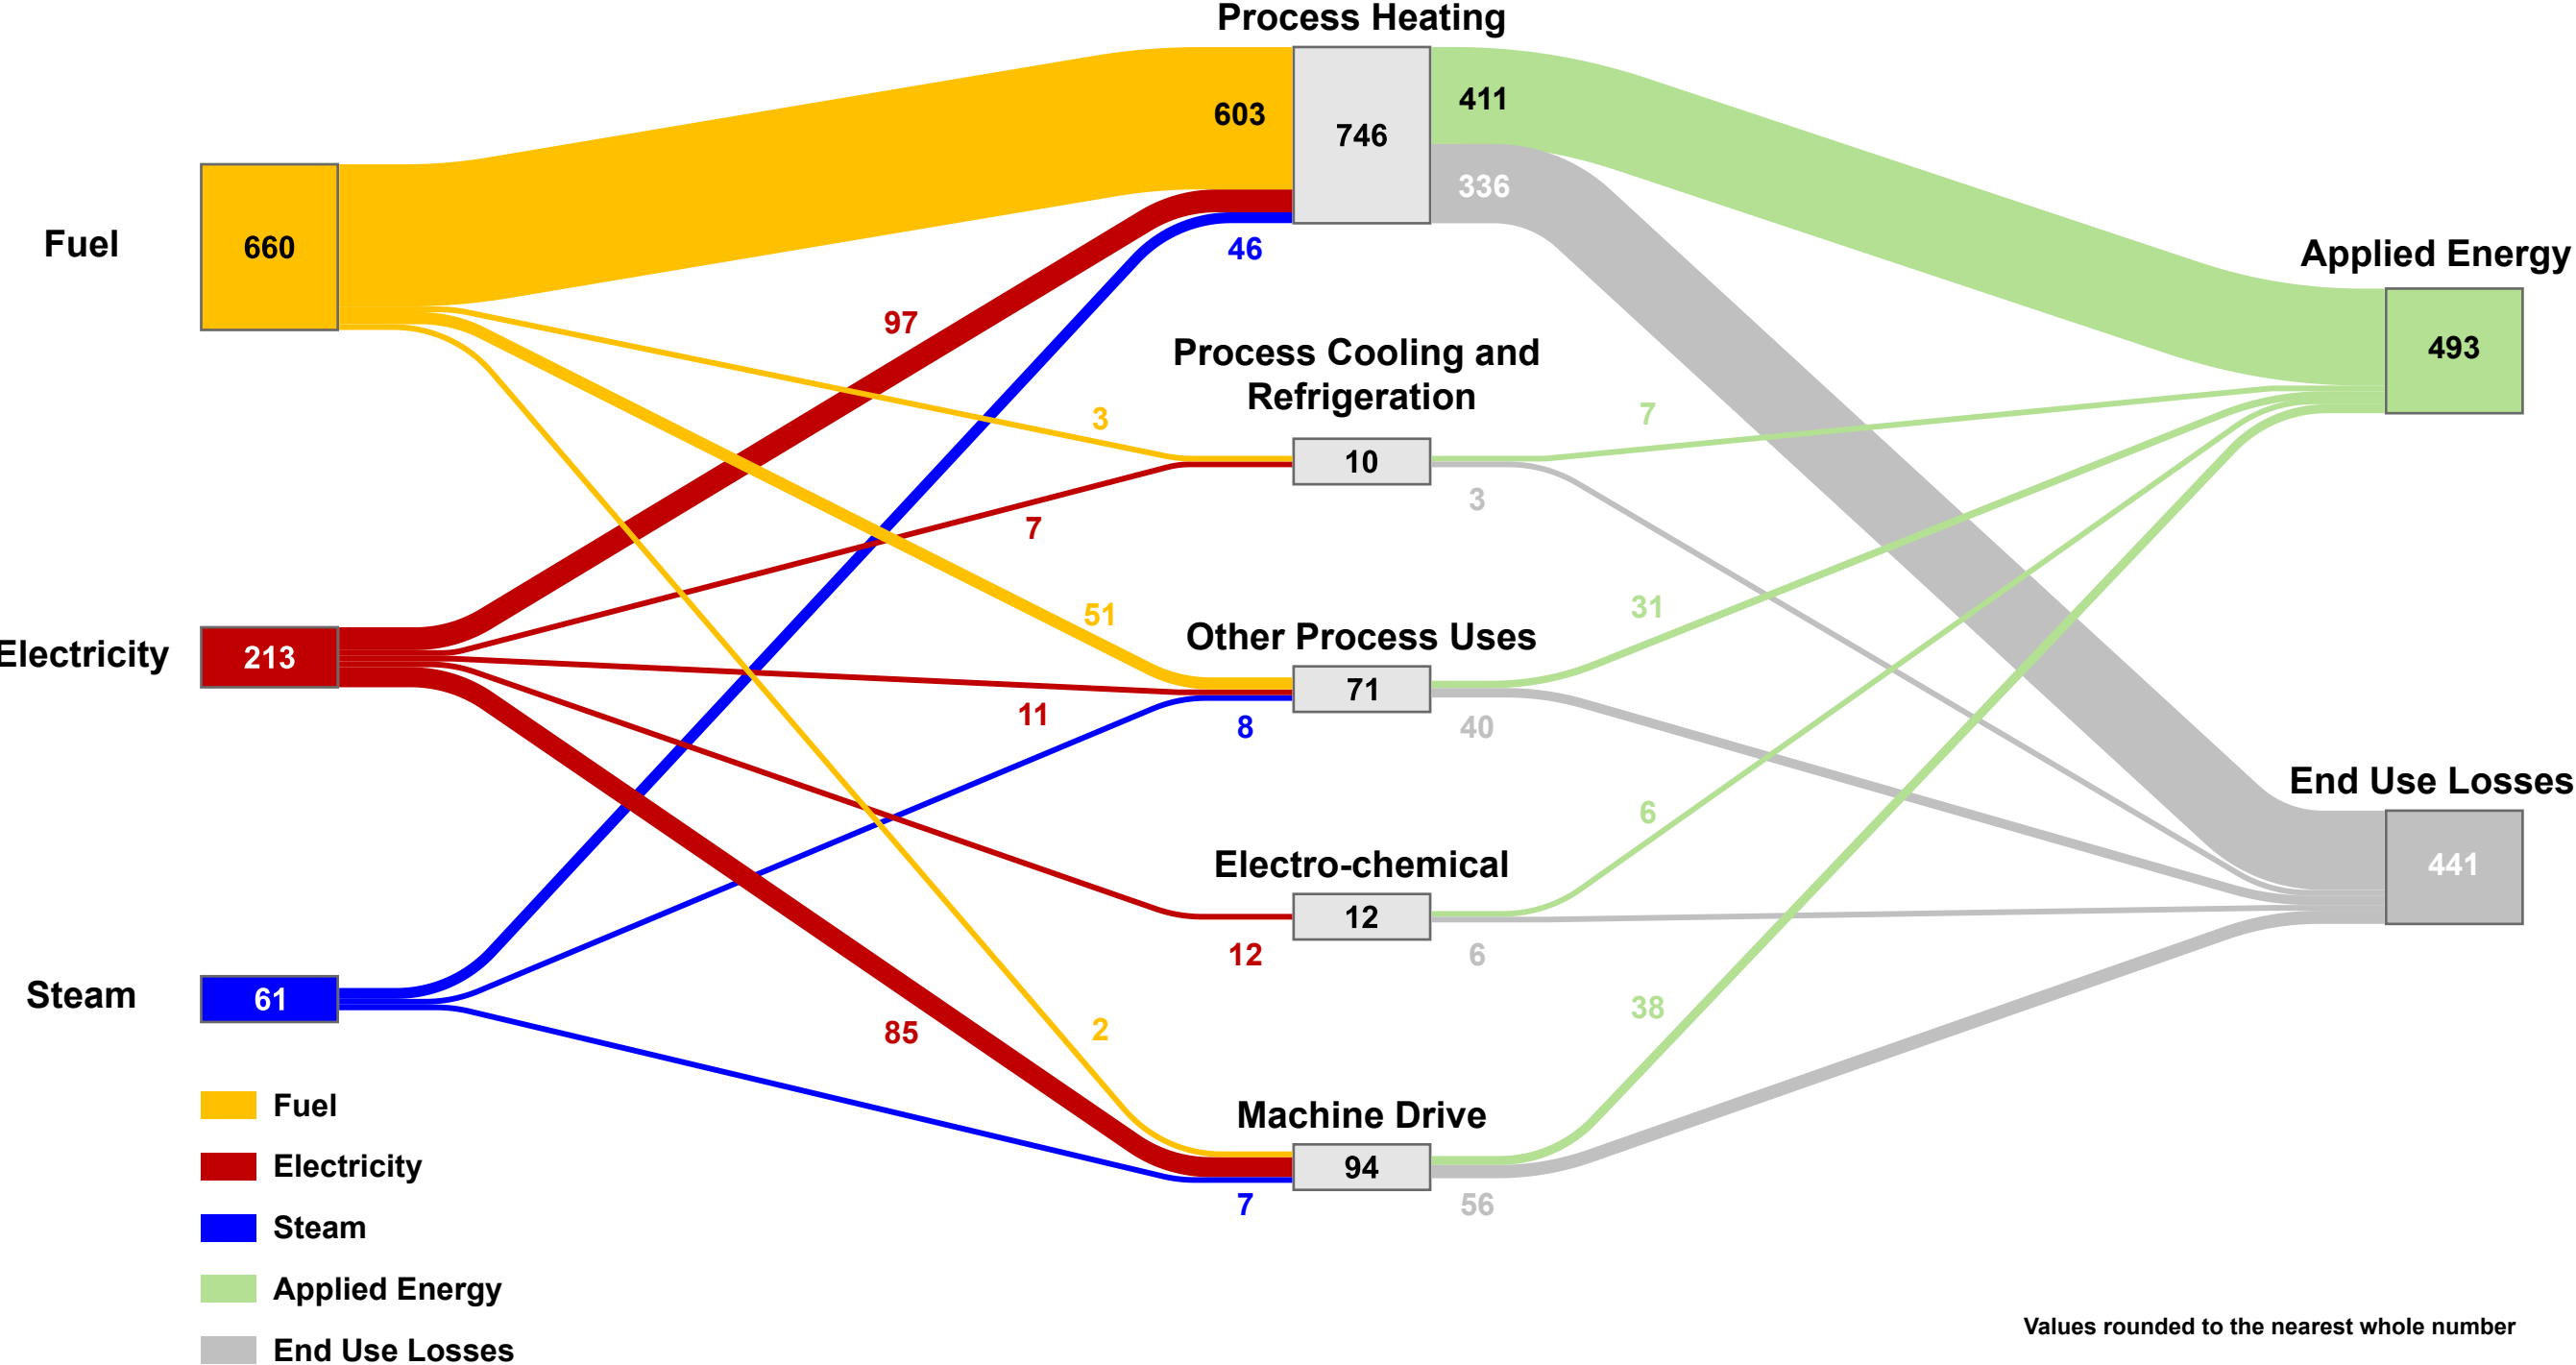 Process Heating
603
746
411
336
46
Fuel
660
97
Applied Energy
493
Process Cooling and
Refrigeration
3
10
7
3
7
51
Other Process Uses
71
31
40
11
8
Electricity
213
Electro-chemical
12
6
6
12
End Use Losses
441
Steam
61
85
2
38
Machine Drive
94
7
56
Fuel
Electricity
Steam
Applied Energy
End Use Losses
Values rounded to the nearest whole number